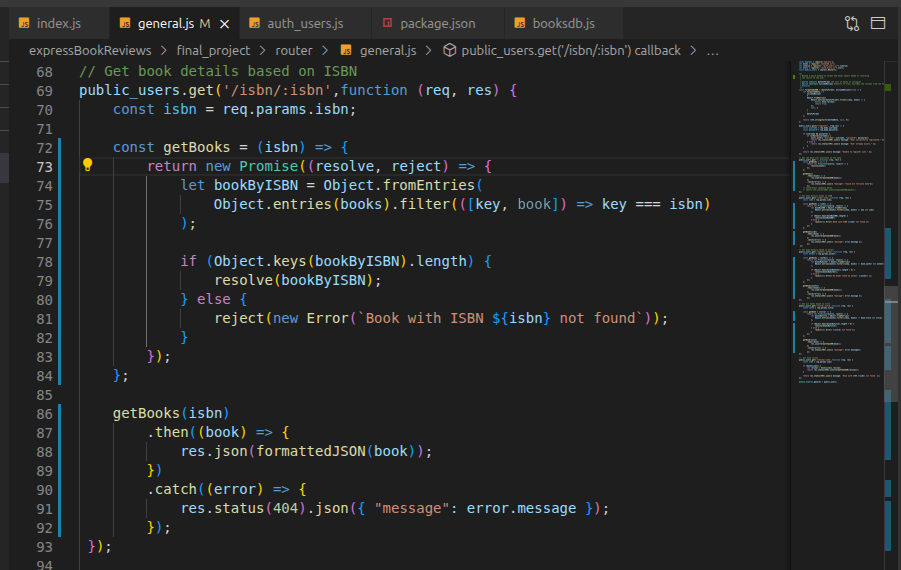 index.js general.js M × auth_users.js package.json booksdb.js
expressBookReviews > final_project > router > general.js > public_users.get('/isbn/:isbn') callback > ...
68 // Get book details based on ISBN
69 public_users.get('/isbn/:isbn',function (req, res) {
70     const isbn = req.params.isbn;
71
72     const getBooks = (isbn) => {
73         return new Promise((resolve, reject) => {
74             let bookByISBN = Object.fromEntries(
75                 Object.entries(books).filter(([key, book]) => key === isbn)
76             );
77
78             if (Object.keys(bookByISBN).length) {
79                 resolve(bookByISBN);
80             } else {
81                 reject(new Error(`Book with ISBN ${isbn} not found`));
82             }
83         });
84     };
85
86     getBooks(isbn)
87         .then((book) => {
88             res.json(formattedJSON(book));
89         })
90         .catch((error) => {
91             res.status(404).json({ "message": error.message });
92         });
93  });
94